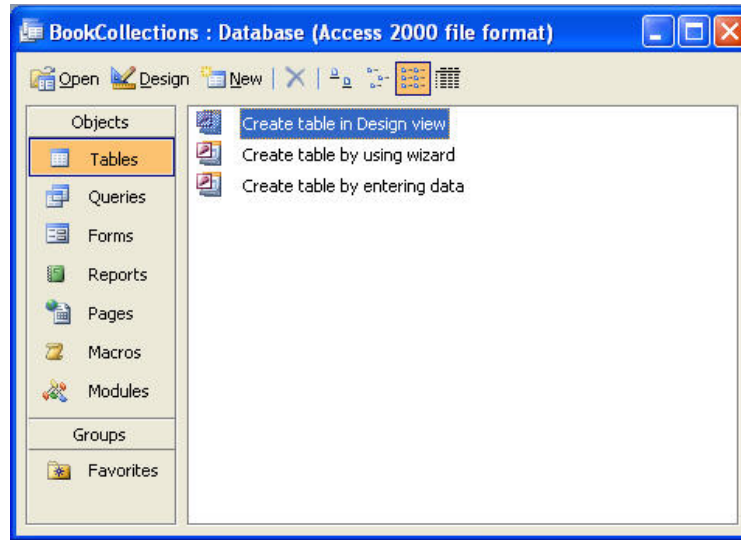 BookCollections : Database (Access 2000 file format)
Open Design New
Objects
Tables
Queries
Forms
Reports
Pages
Macros
Modules
Groups
Favorites
Create table in Design view
Create table by using wizard
Create table by entering data